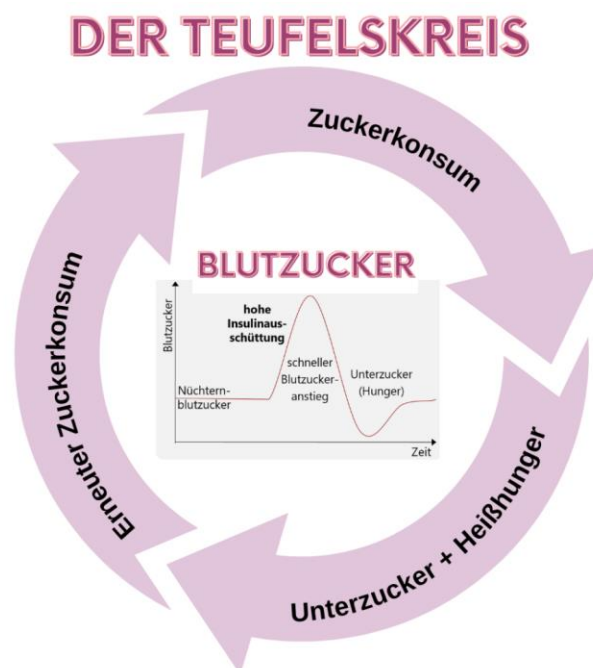 DER TEUFELSKREIS
Zuckerkonsum
BLUTZUCKER
Blutzucker
hohe
Insulinaus-
schüttung
schneller
Blutzucker-
anstieg
Unterzucker
(Hunger)
Nüchtern-
blutzucker
Zeit
Unterzucker + Heißhunger
Erneuter Zuckerkonsum